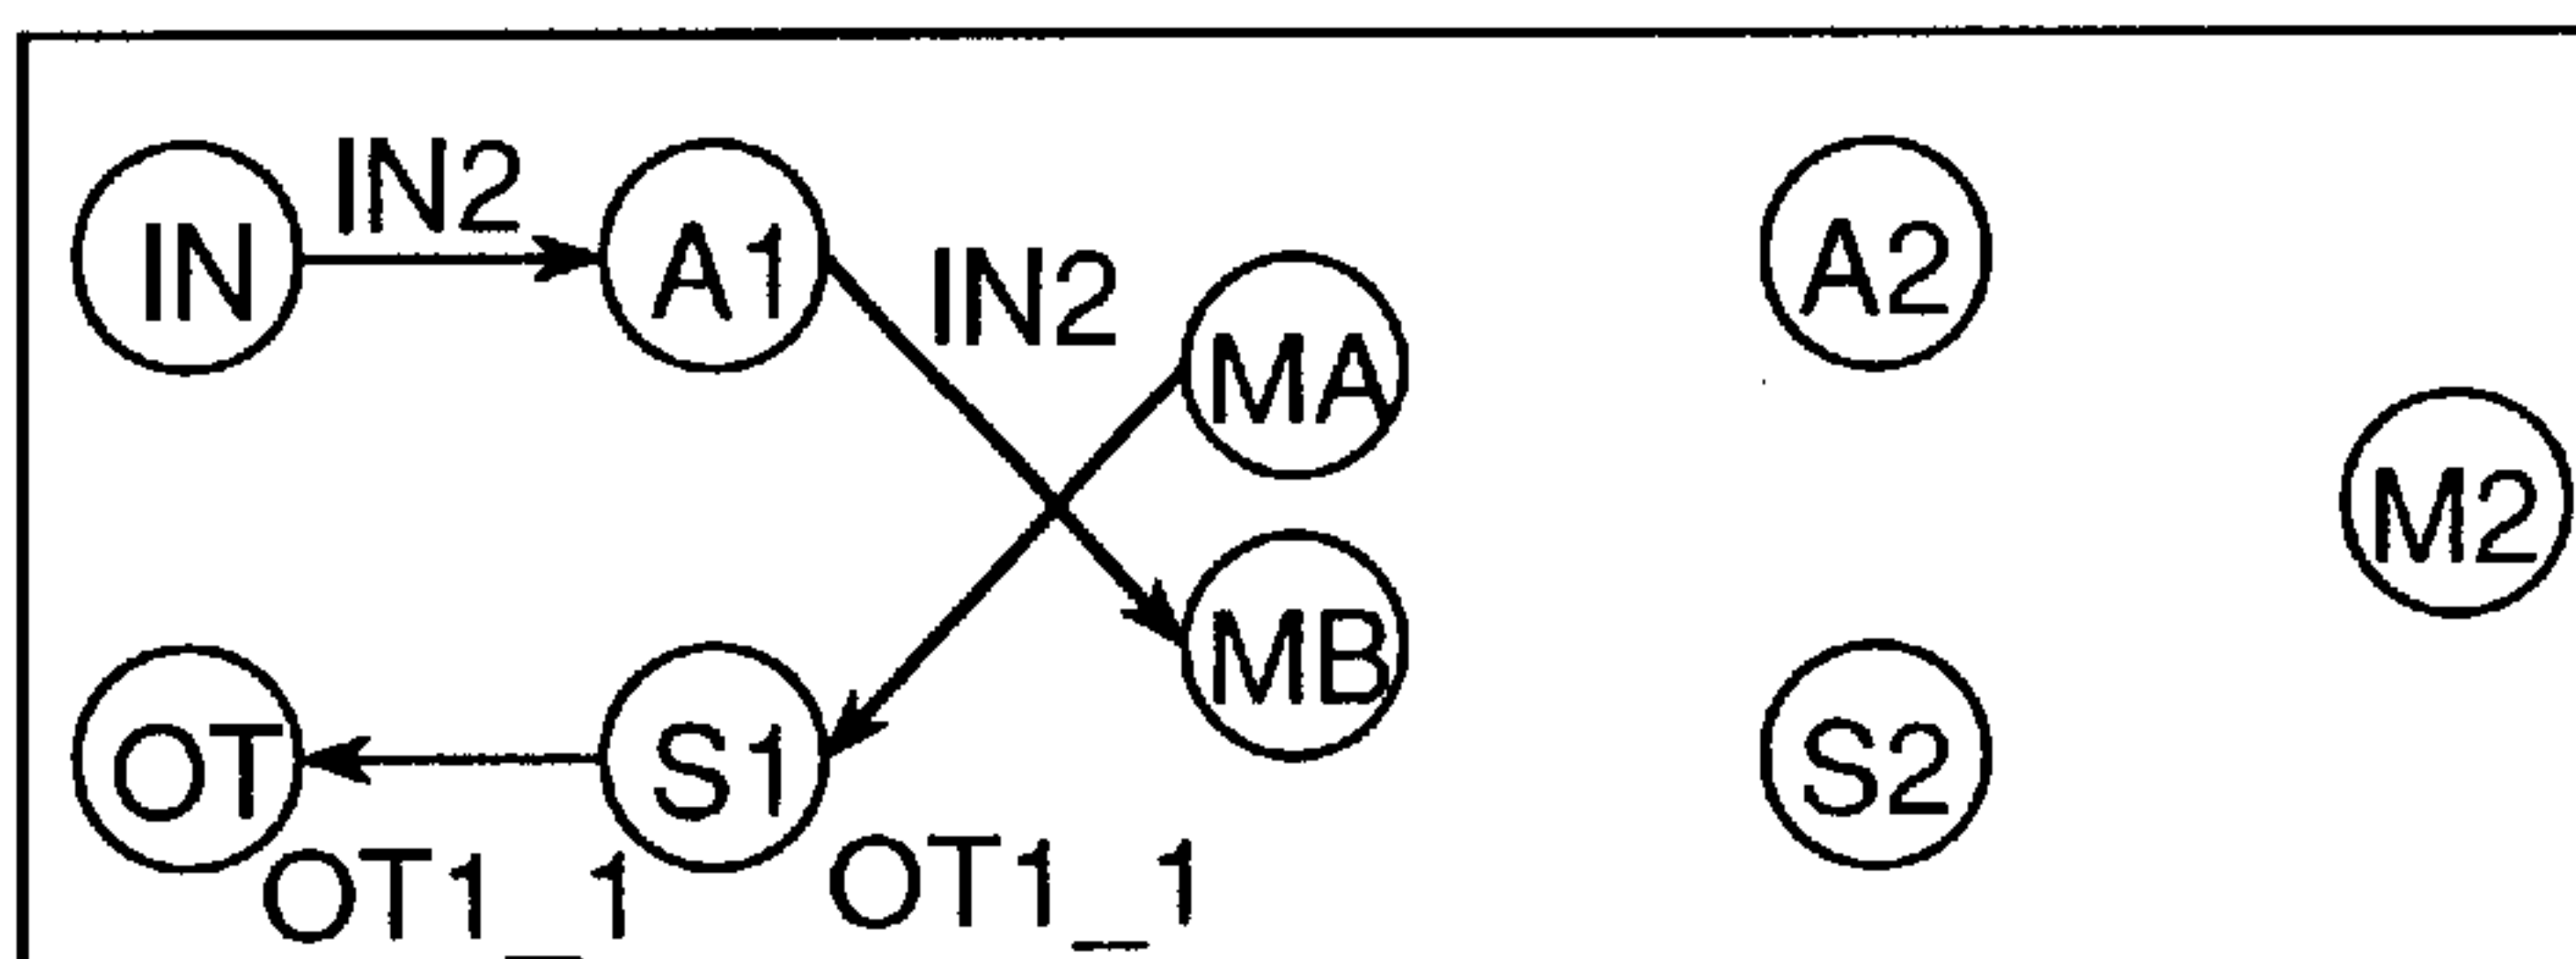 IN2
IN A1 IN2 A2
MA
M2
MB
OT S1 S2
OT1_1 OT1_1